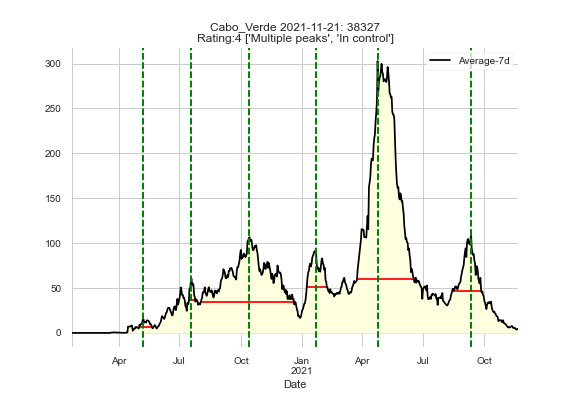 Cabo_Verde 2021-11-21: 38327
Rating:4 ['Multiple peaks', 'In control']
Average-7d
300
250
200
150
100
50
0
Apr Jul Oct Jan Apr Jul Oct
2021
Date